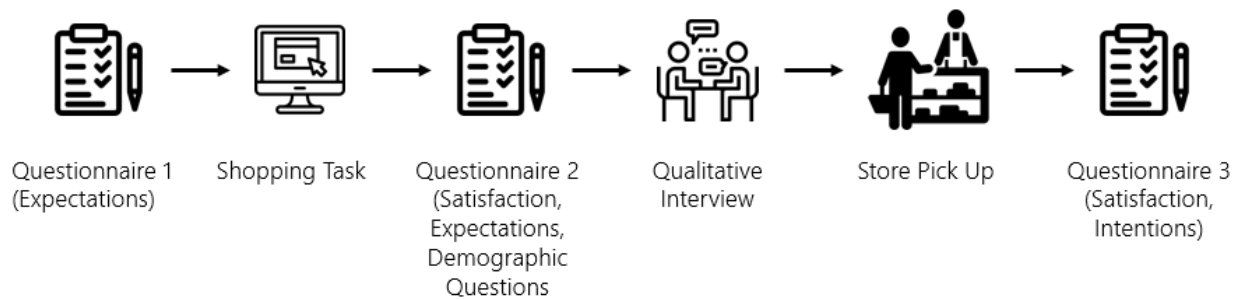 Questionnaire 1
(Expectations)
Shopping Task
Questionnaire 2
(Satisfaction,
Expectations,
Demographic
Questions
Qualitative
Interview
Store Pick Up
Questionnaire 3
(Satisfaction,
Intentions)